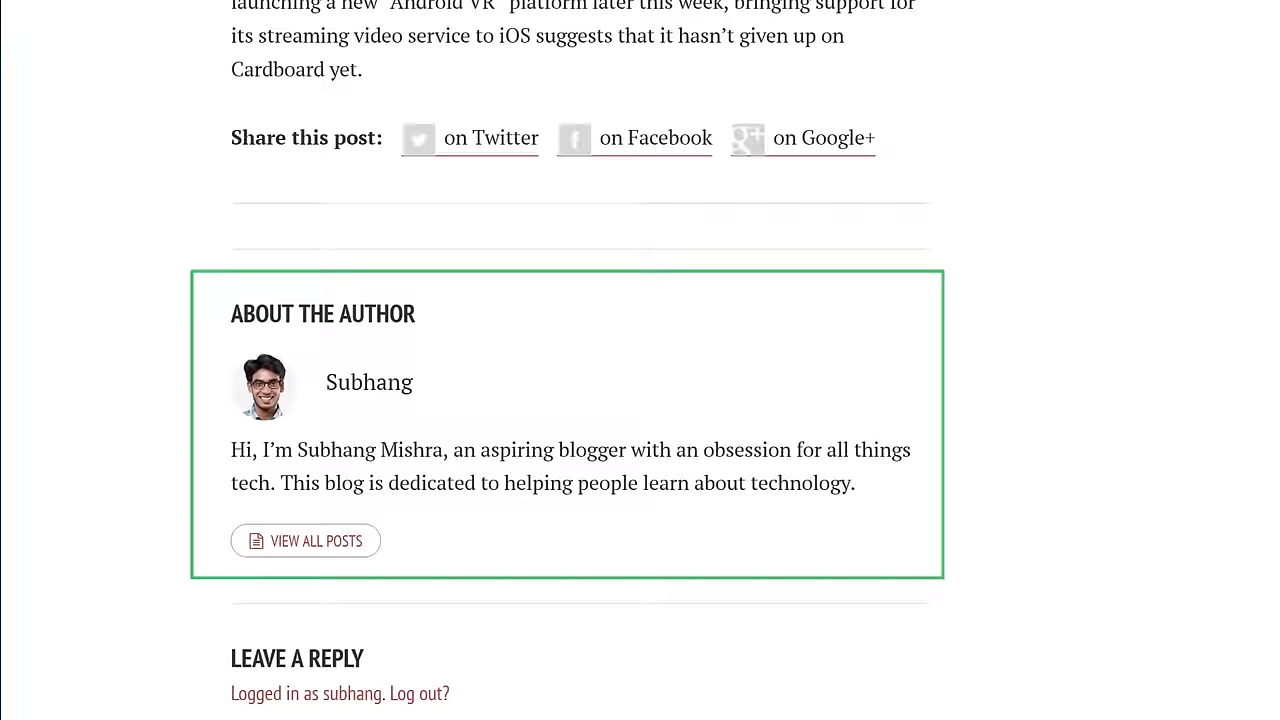 launching a new "Android VR" platform later this week, bringing support for
its streaming video service to iOS suggests that it hasn’t given up on
Cardboard yet.
Share this post: on Twitter on Facebook on Google+
ABOUT THE AUTHOR
Subhang
Hi, I’m Subhang Mishra, an aspiring blogger with an obsession for all things
tech. This blog is dedicated to helping people learn about technology.
VIEW ALL POSTS
LEAVE A REPLY
Logged in as subhang. Log out?